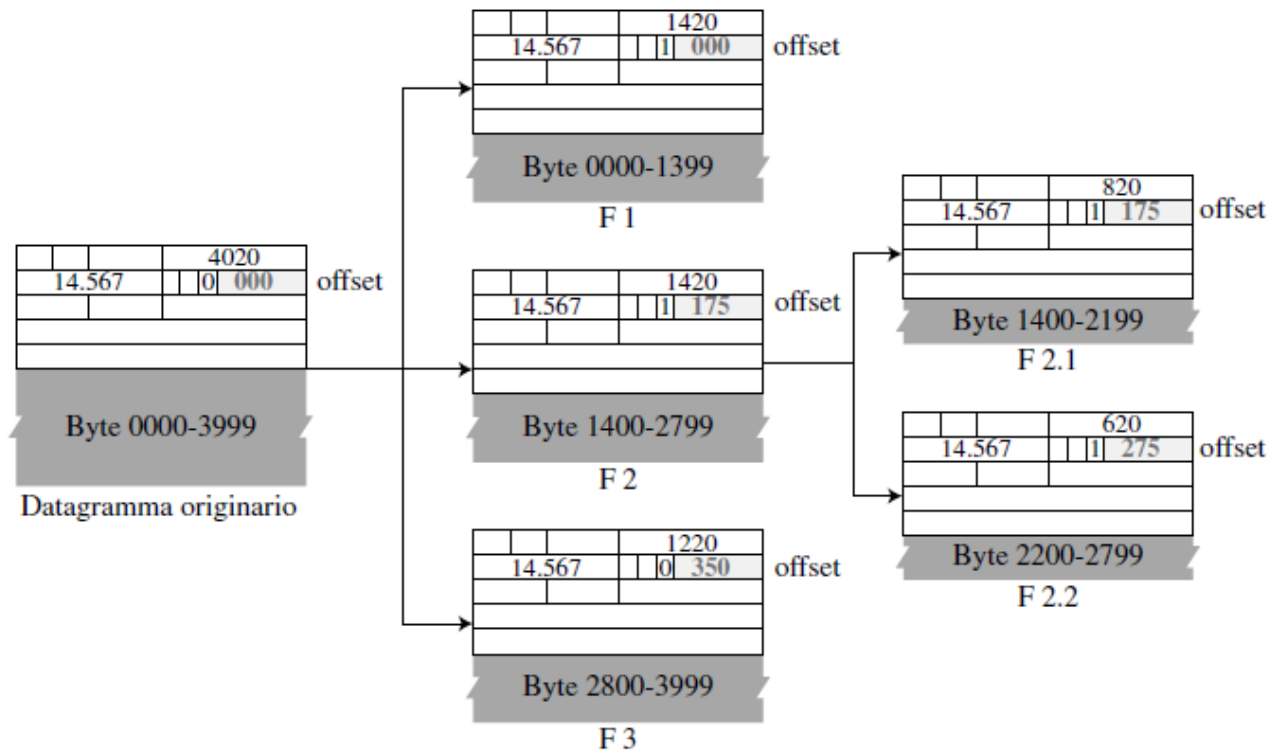 1420
14.567 1 000 offset
Byte 0000-1399
F 1
4020
14.567 0 000 offset
Byte 0000-3999
Datagramma originario
1420
14.567 1 175 offset
Byte 1400-2799
F 2
1220
14.567 0 350 offset
Byte 2800-3999
F 3
820
14.567 1 175 offset
Byte 1400-2199
F 2.1
620
14.567 1 275 offset
Byte 2200-2799
F 2.2